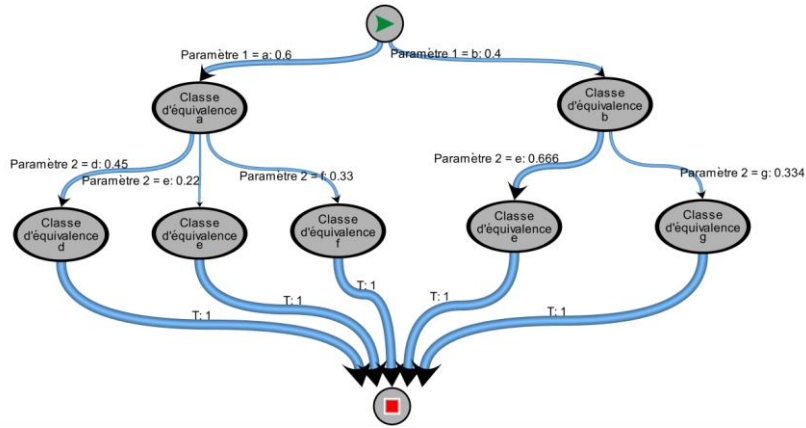 Paramètre 1 = a: 0.6
Paramètre 1 = b: 0.4
Classe
d'équivalence
a
Classe
d'équivalence
b
Paramètre 2 = d: 0.45
Paramètre 2 = e: 0.22
Paramètre 2 = f: 0.33
Paramètre 2 = e: 0.666
Paramètre 2 = g: 0.334
Classe
d'équivalence
d
Classe
d'équivalence
e
Classe
d'équivalence
f
Classe
d'équivalence
e
Classe
d'équivalence
g
T: 1
T: 1
T: 1
T: 1
T: 1